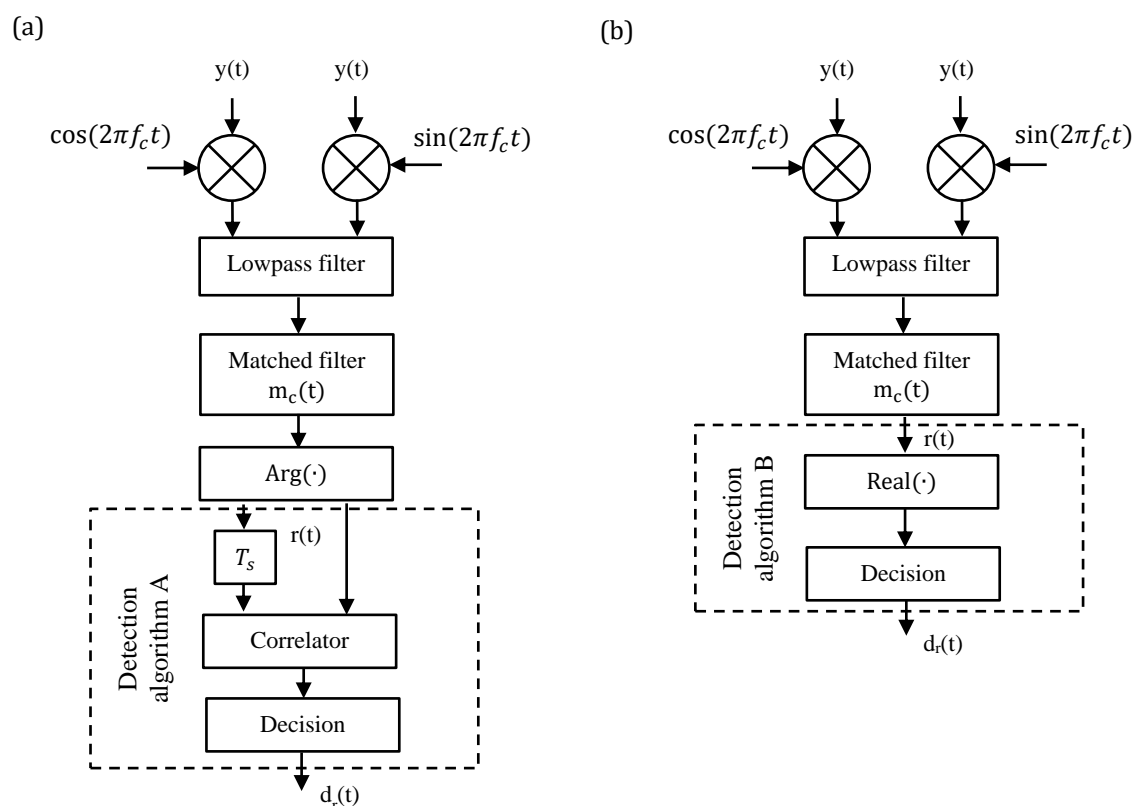 (a)
y(t)
y(t)
cos(2πf_c t)
sin(2πf_c t)
Lowpass filter
Matched filter
m_c(t)
Arg(·)
r(t)
T_s
Correlator
Decision
Detection
algorithm A
d_r(t)
(b)
y(t)
y(t)
cos(2πf_c t)
sin(2πf_c t)
Lowpass filter
Matched filter
m_c(t)
r(t)
Real(·)
Decision
Detection
algorithm B
d_r(t)